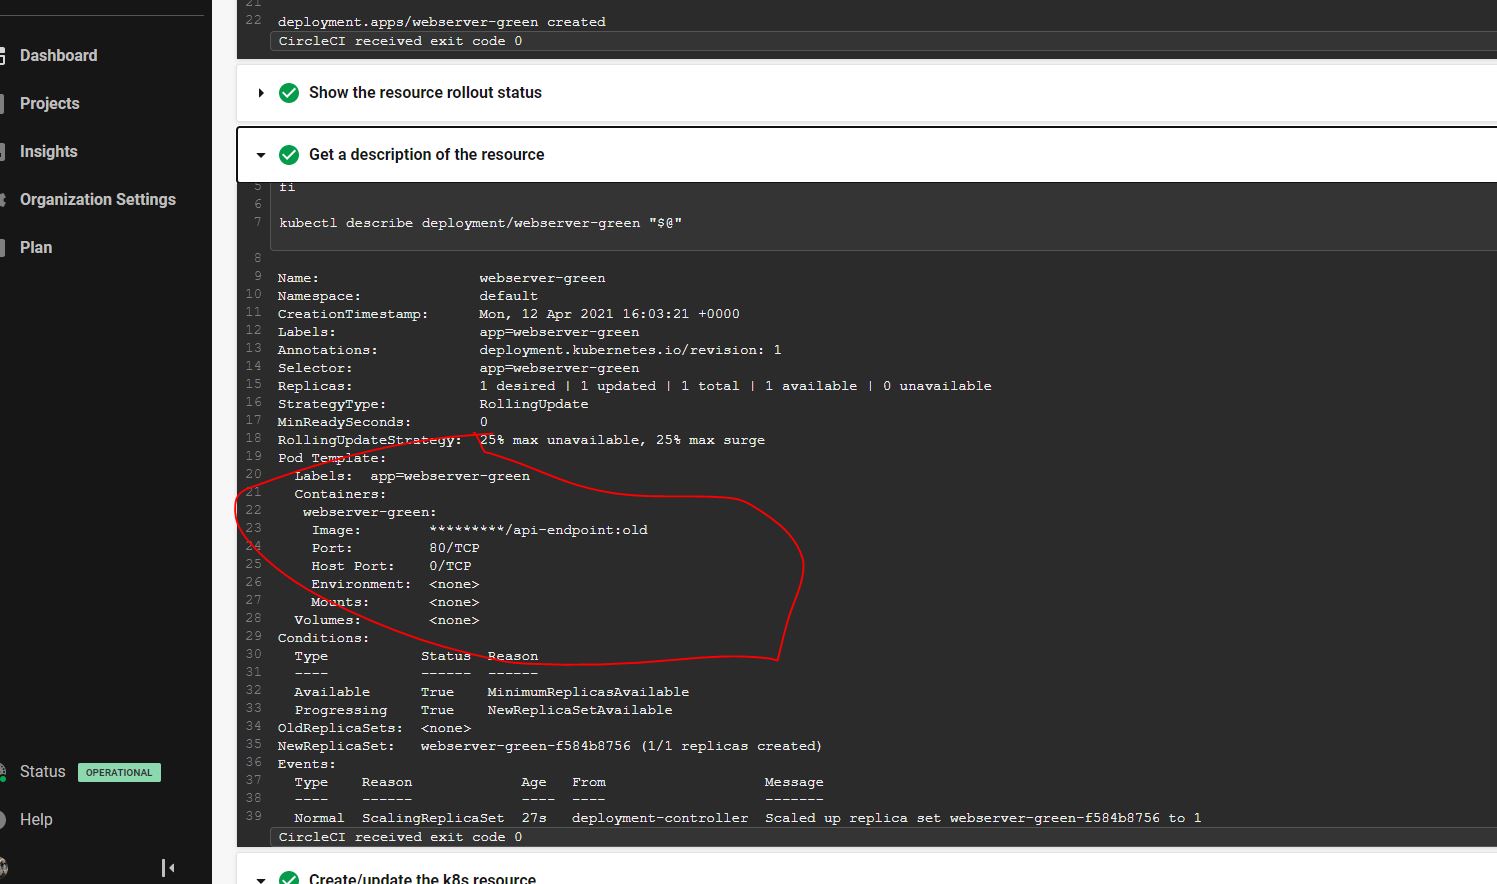 Dashboard
Projects
Insights
Organization Settings
Plan
Status OPERATIONAL
Help
21
22 deployment.apps/webserver-green created
CircleCI received exit code 0
Show the resource rollout status
Get a description of the resource
5 fi
6
7 kubectl describe deployment/webserver-green "$@"
8
9 Name: webserver-green
10 Namespace: default
11 CreationTimestamp: Mon, 12 Apr 2021 16:03:21 +0000
12 Labels: app=webserver-green
13 Annotations: deployment.kubernetes.io/revision: 1
14 Selector: app=webserver-green
15 Replicas: 1 desired | 1 updated | 1 total | 1 available | 0 unavailable
16 StrategyType: RollingUpdate
17 MinReadySeconds: 0
18 RollingUpdateStrategy: 25% max unavailable, 25% max surge
19 Pod Template:
20 Labels: app=webserver-green
21 Containers:
22 webserver-green:
23 Image: *********/api-endpoint:old
24 Port: 80/TCP
25 Host Port: 0/TCP
26 Environment: <none>
27 Mounts: <none>
28 Volumes: <none>
29 Conditions:
30 Type Status Reason
31 ---- ------ ------
32 Available True MinimumReplicasAvailable
33 Progressing True NewReplicaSetAvailable
34 OldReplicaSets: <none>
35 NewReplicaSet: webserver-green-f584b8756 (1/1 replicas created)
36 Events:
37 Type Reason Age From Message
38 ---- ------ ---- ---- -------
39 Normal ScalingReplicaSet 27s deployment-controller Scaled up replica set webserver-green-f584b8756 to 1
CircleCI received exit code 0
Create/update the k8s resource